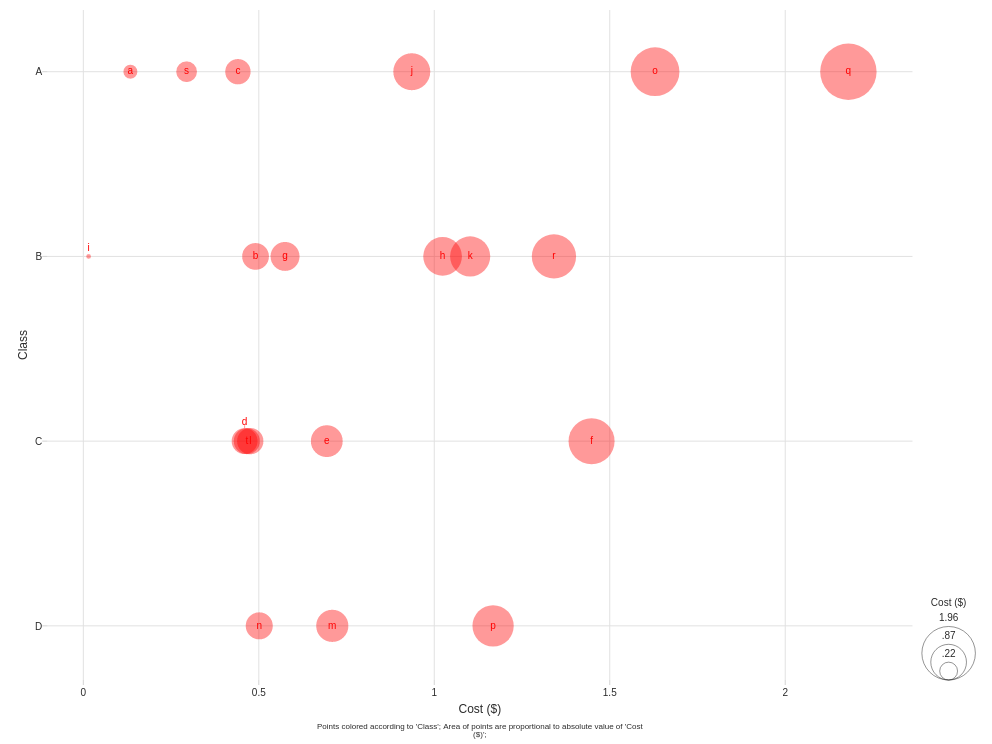 A
a
s
c
j
o
q
i
B
b
g
h
k
r
Class
d
C
l
e
f
D
n
m
p
Cost ($)
1.96
.87
.22
0
0.5
1
1.5
2
Cost ($)
Points colored according to 'Class'; Area of points are proportional to absolute value of 'Cost
($)';